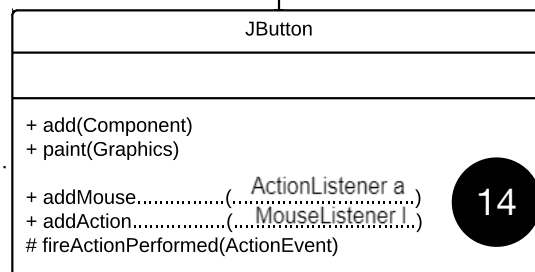 JButton
+ add(Component)
+ paint(Graphics)
+ addMouse................(ActionListener a)
+ addAction.................(MouseListener l)
# fireActionPerformed(ActionEvent)
14